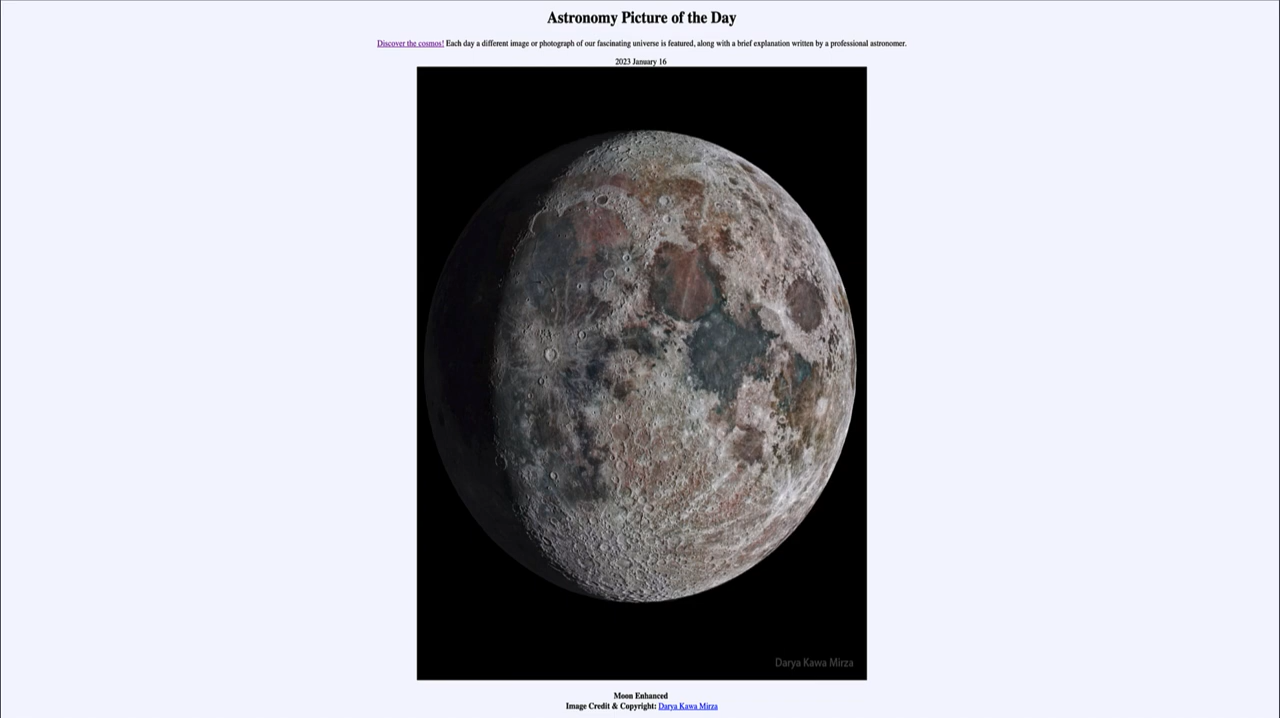 Astronomy Picture of the Day
Discover the cosmos! Each day a different image or photograph of our fascinating universe is featured, along with a brief explanation written by a professional astronomer.
2023 January 16
Darya Kawa Mirza
Moon Enhanced
Image Credit & Copyright: Darya Kawa Mirza